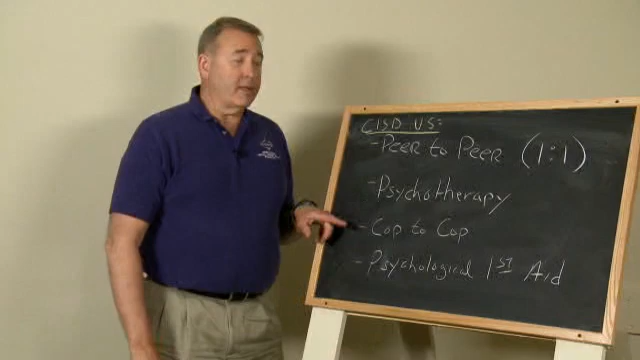 CISD VS:
- Peer to Peer (1:1)
- Psychotherapy
- Cop to Cop
- Psychological 1ST Aid